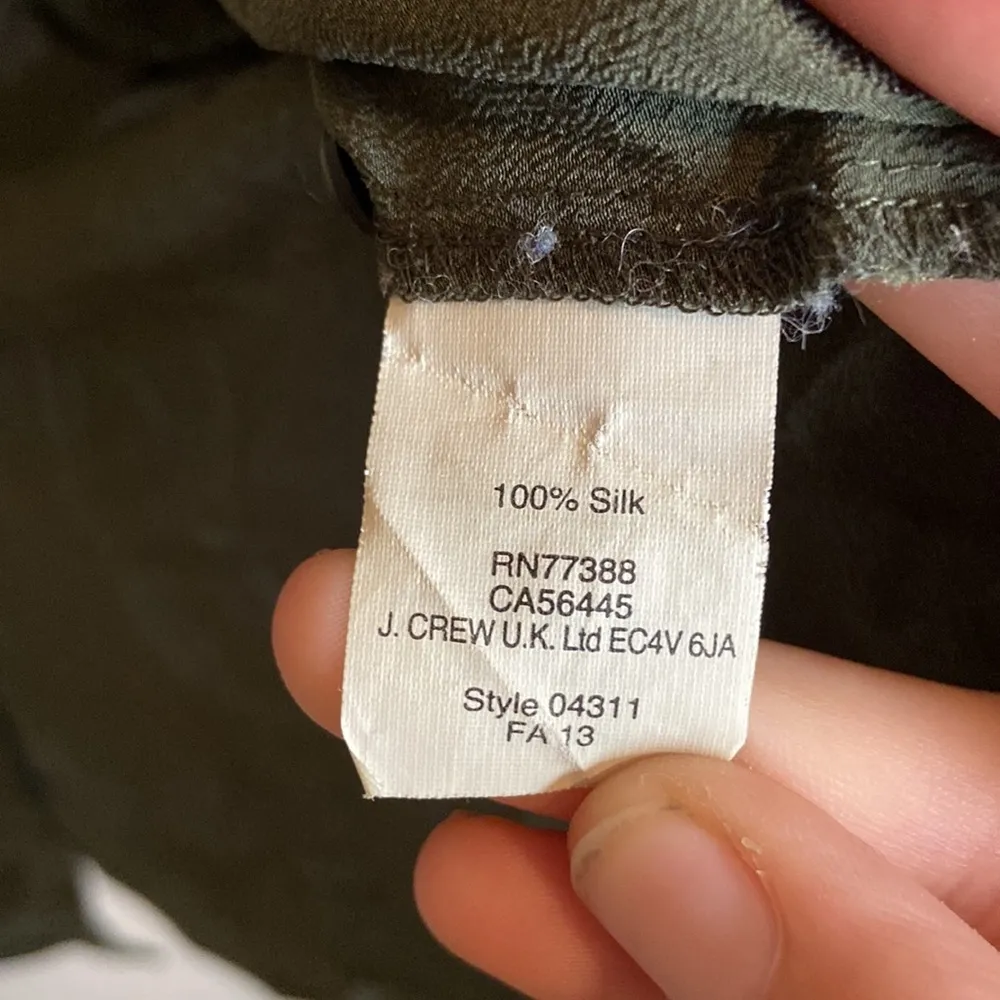 100% Silk
RN77388
CA56445
J. CREW U.K. Ltd EC4V 6JA
Style 04311
FA 13